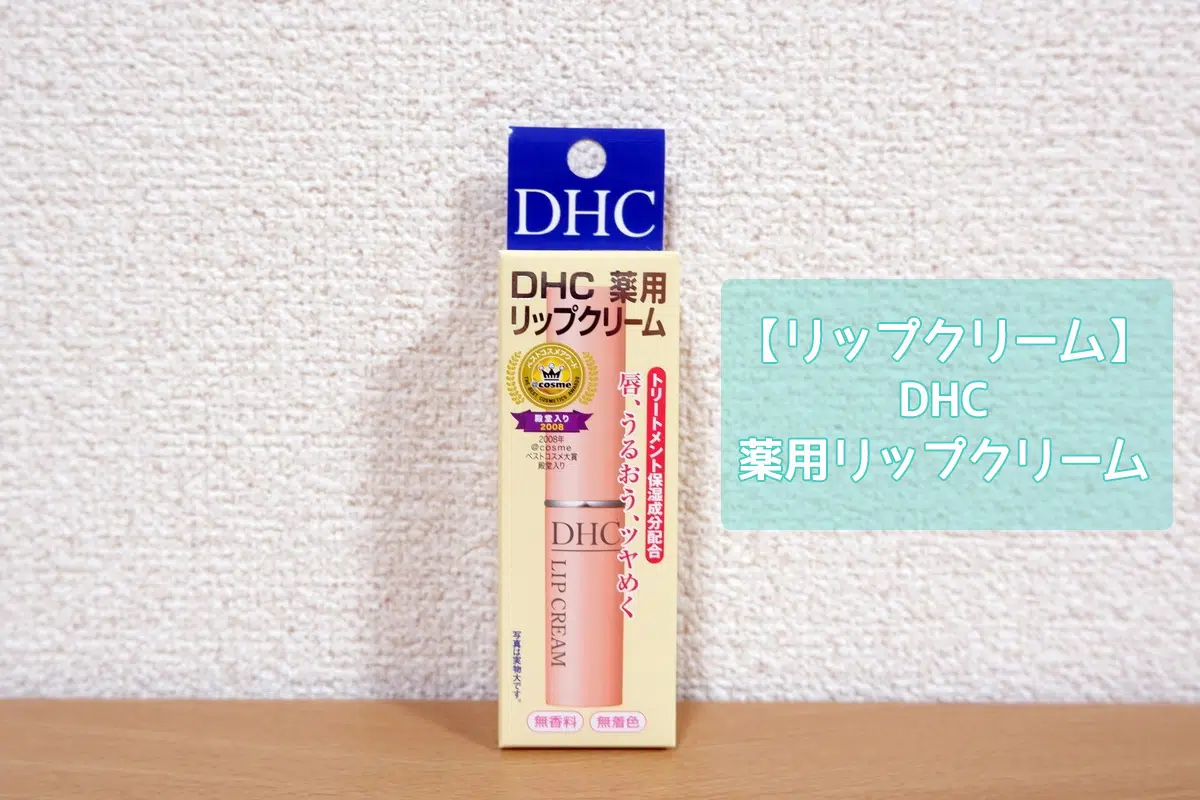 DHC
DHC 薬用
リップクリーム
ベストコスメアワード
@cosme
THE BEST COSMETICS AWARDS
殿堂入り
2008
2008年
@cosme
ベストコスメ大賞
殿堂入り
トリートメント保湿成分配合
唇、うるおう、ツヤめく
DHC
LIP CREAM
写真は実物大です。
無香料
無着色
【リップクリーム】
DHC
薬用リップクリーム